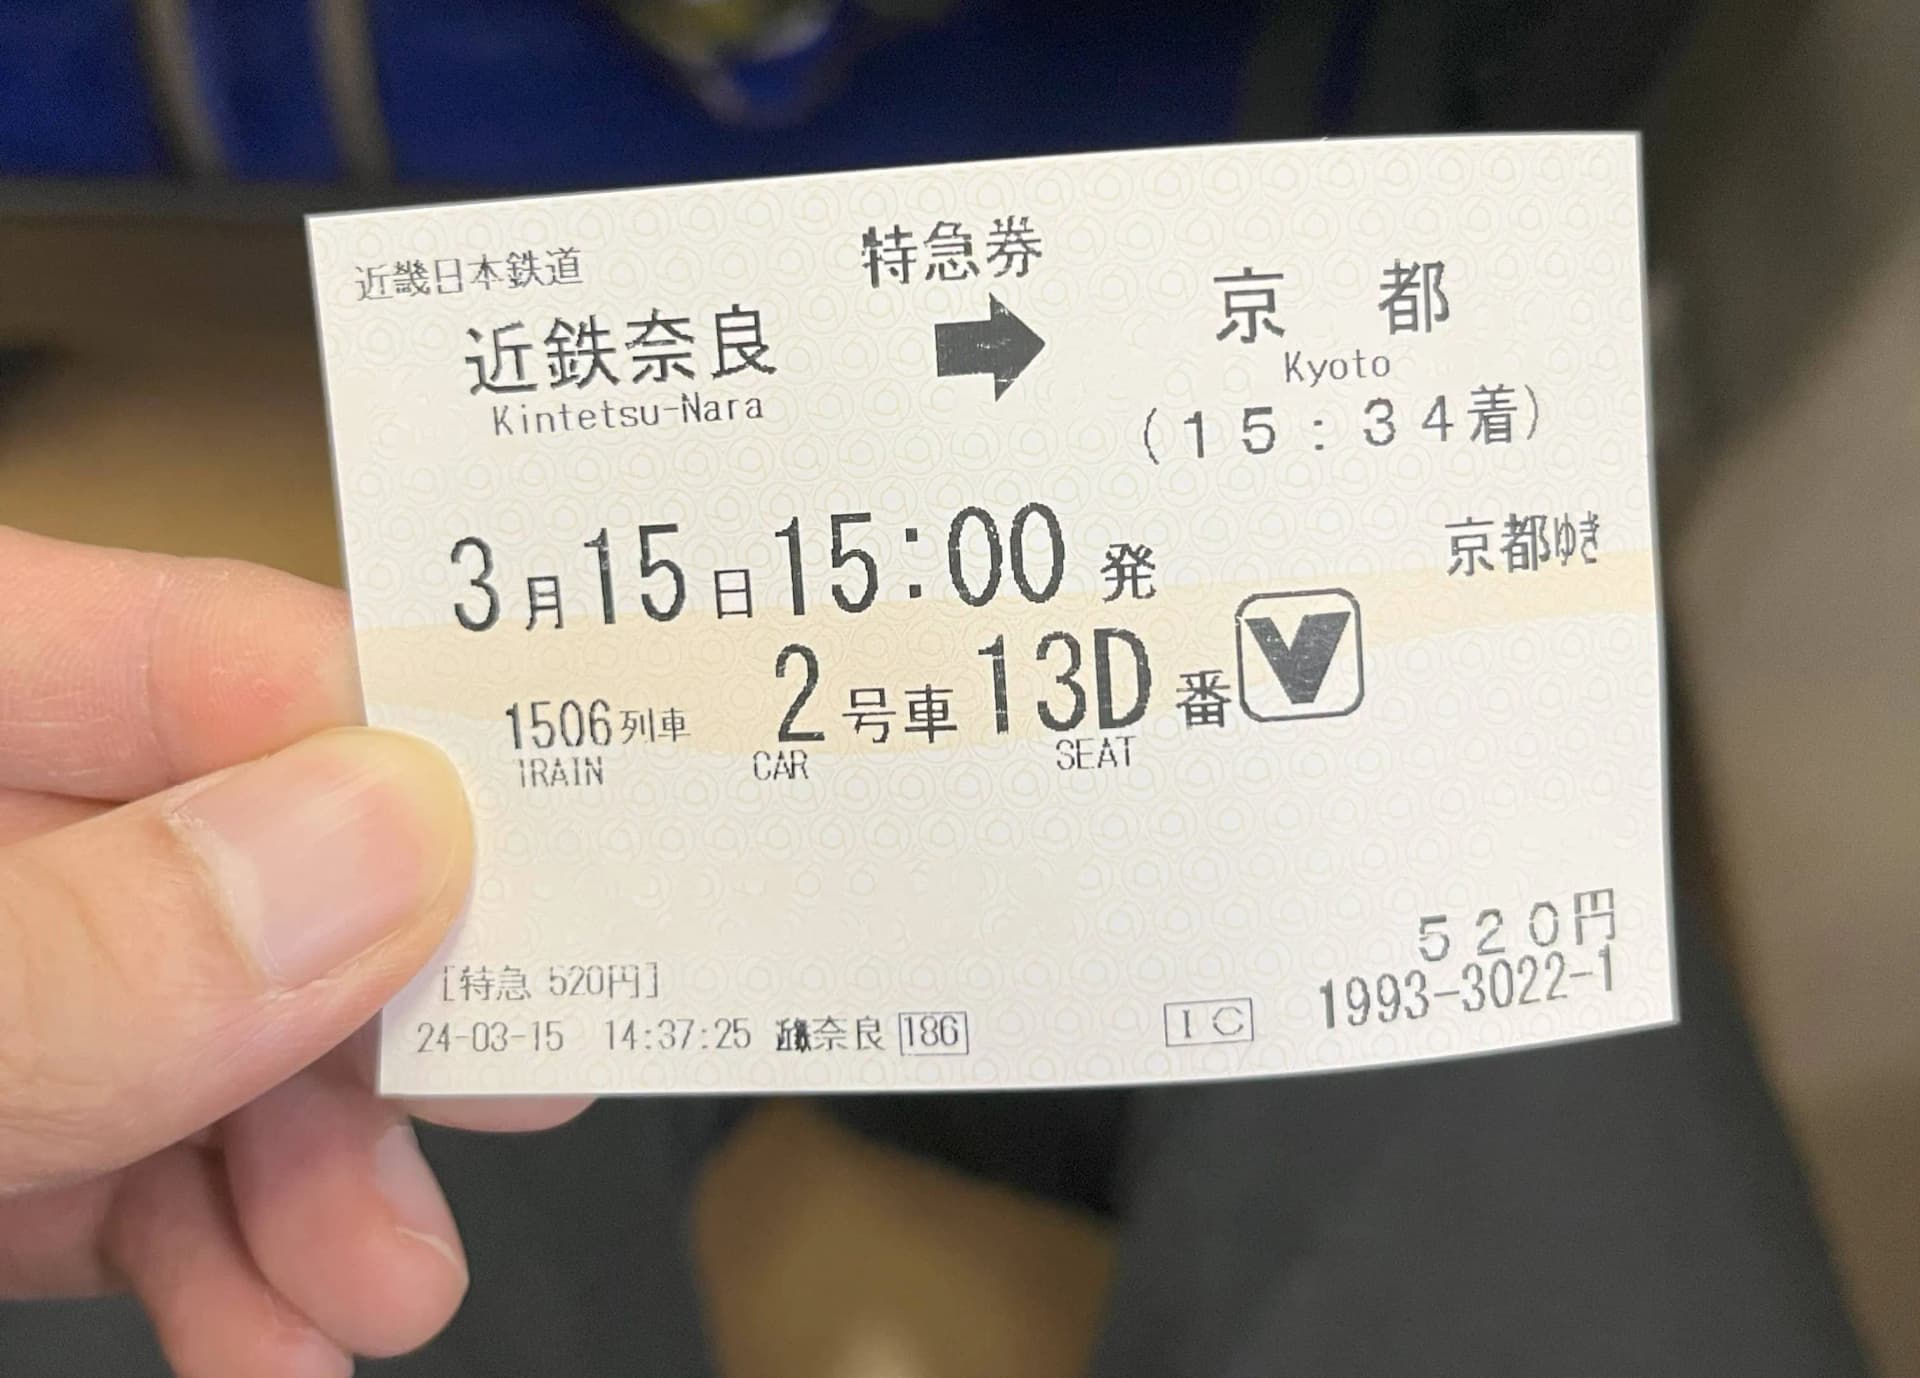 近畿日本鉄道 特急券
近鉄奈良 ➡ 京都
Kintetsu-Nara Kyoto
(15:34着)
3月15日15:00発 京都ゆき
1506列車 2号車 13D番 V
TRAIN CAR SEAT
520円
[特急 520円] 1993-3022-1
24-03-15 14:37:25 近鉄奈良 186 IC